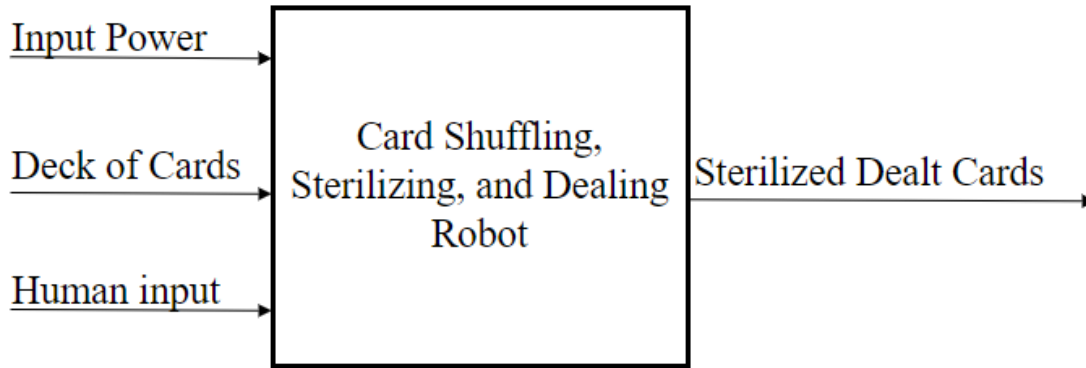 Input Power
Deck of Cards
Human input
Card Shuffling,
Sterilizing, and Dealing
Robot
Sterilized Dealt Cards